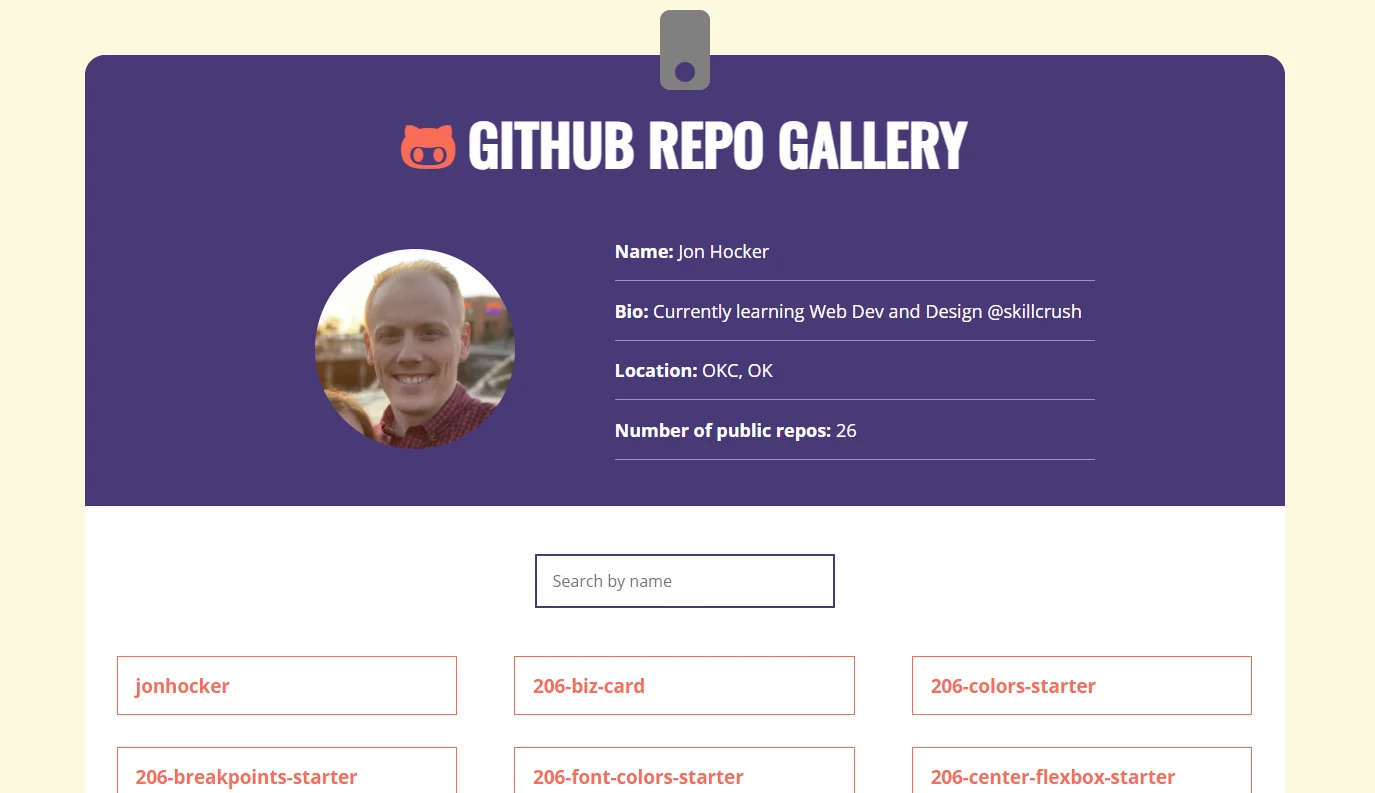 GITHUB REPO GALLERY
Name: Jon Hocker
Bio: Currently learning Web Dev and Design @skillcrush
Location: OKC, OK
Number of public repos: 26
Search by name
jonhocker
206-biz-card
206-colors-starter
206-breakpoints-starter
206-font-colors-starter
206-center-flexbox-starter